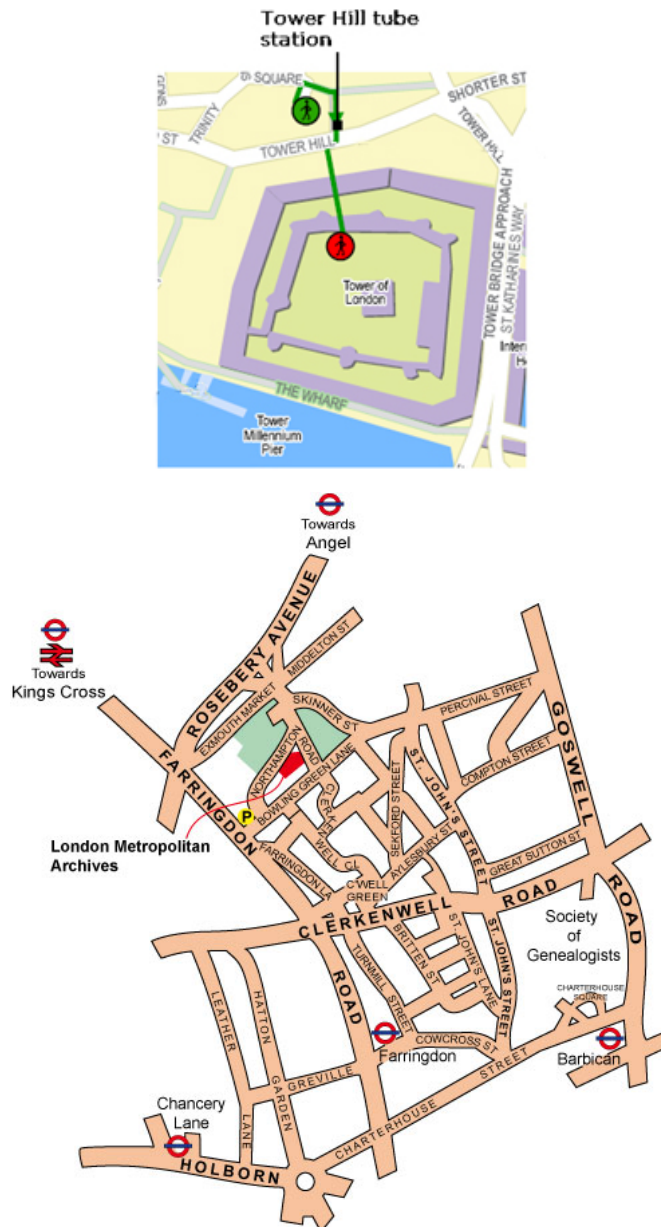 Tower Hill tube
station
SQUARE
SHORTER ST
TRINITY
ST
TOWER HILL
TOWER HILL
TOWER BRIDGE APPROACH
ST KATHARINES WAY
Tower of
London
THE WHARF
Tower
Millennium
Pier
Towards
Angel
Towards
Kings Cross
ROSEBERY AVENUE
MIDDELTON ST
EXMOUTH MARKET
SKINNER ST
PERCIVAL STREET
GOSWELL
ROAD
FARRINGDON
ROAD
NORTHAMPTON
ROAD
BOWLING GREEN LANE
CLERKENWELL CL
SEKFORD STREET
ST. JOHN'S STREET
COMPTON STREET
P
London Metropolitan
Archives
FARRINGDON LA
AYLESBURY ST
GREAT SUTTON ST
C'WELL
GREEN
CLERKENWELL
ROAD
Society
of
Genealogists
TURNMILL STREET
BRITTEN ST
ST. JOHN'S LANE
ST. JOHN'S STREET
CHARTERHOUSE
SQUARE
LEATHER
LANE
HATTON
GARDEN
Farringdon
COWCROSS ST
Barbican
GREVILLE
CHARTERHOUSE
STREET
Chancery
Lane
HOLBORN